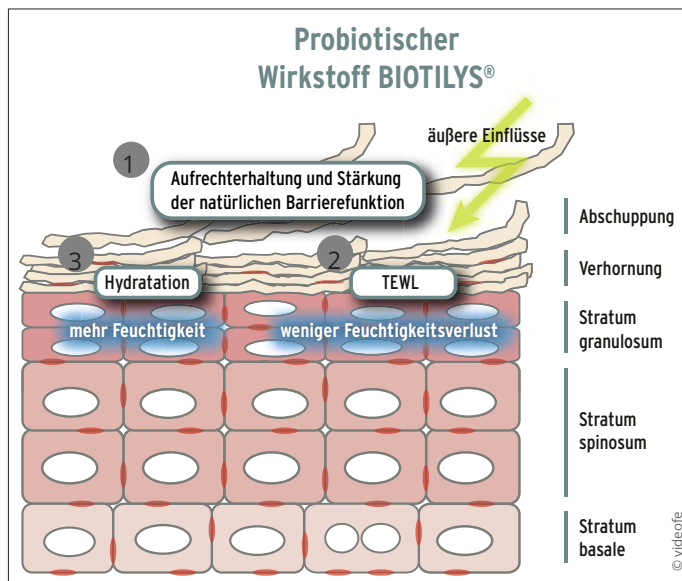 Probiotischer
Wirkstoff BIOTILYS®
äußere Einflüsse
1
Aufrechterhaltung und Stärkung
der natürlichen Barrierefunktion
Abschuppung
3
Hydratation
2
TEWL
Verhornung
mehr Feuchtigkeit
weniger Feuchtigkeitsverlust
Stratum
granulosum
Stratum
spinosum
Stratum
basale
© videofe